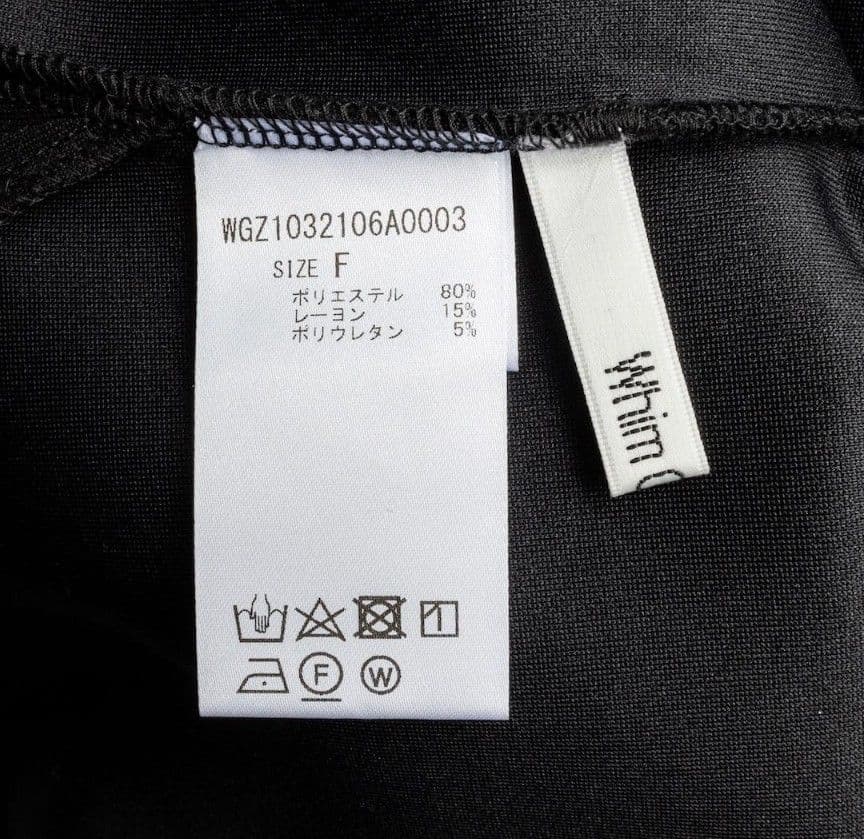 WGZ1032106A0003
SIZE F
ポリエステル 80%
レーヨン 15%
ポリウレタン 5%
Whim
F W